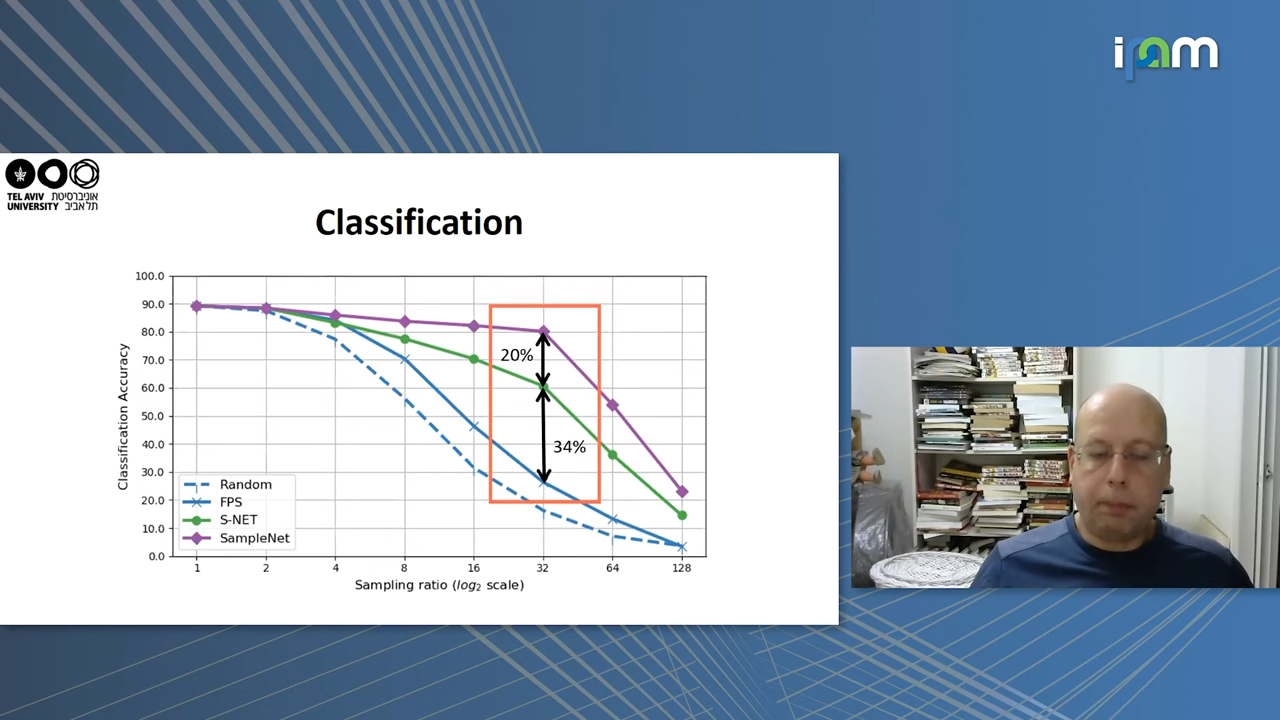 ipam
TEL AVIV אוניברסיטת
UNIVERSITY תל אביב
Classification
100.0
90.0
80.0
70.0
60.0
50.0
40.0
30.0
20.0
10.0
0.0
Classification Accuracy
20%
34%
Random
FPS
S-NET
SampleNet
1 2 4 8 16 32 64 128
Sampling ratio (log₂ scale)